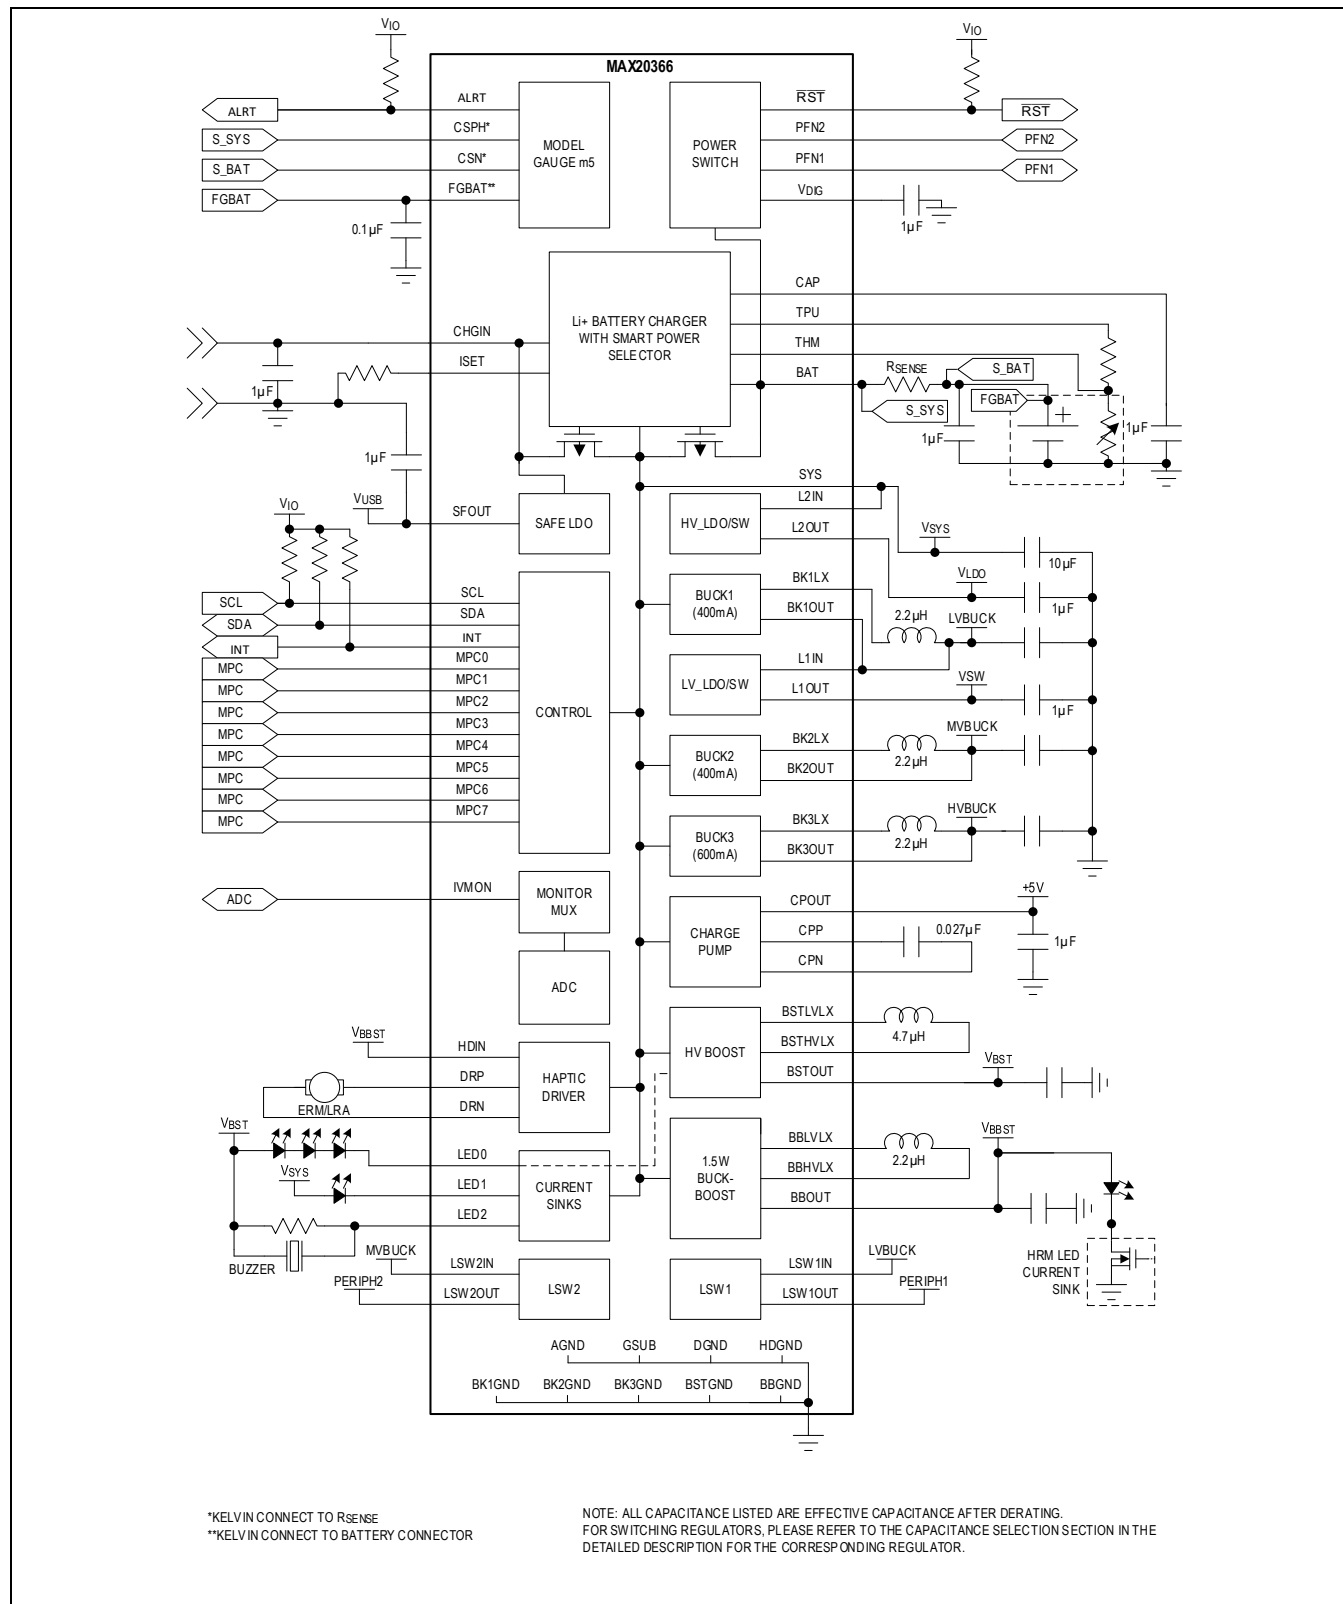 VIO
VIO
MAX20366
ALRT
ALRT
RST
RST
S_SYS
CSPH*
PFN2
PFN2
MODEL
GAUGE m5
POWER
SWITCH
S_BAT
CSN*
PFN1
PFN1
FGBAT
FGBAT**
VDIG
0.1µF
1µF
CAP
Li+ BATTERY CHARGER
WITH SMART POWER
SELECTOR
TPU
CHGIN
THM
ISET
BAT
RSENSE
S_BAT
1µF
FGBAT
S_SYS
+
1µF
1µF
1µF
SYS
L2IN
VUSB
SFOUT
SAFE LDO
HV_LDO/SW
L2OUT
VSYS
VIO
10µF
VLDO
BK1LX
BUCK1
(400mA)
1µF
SCL
SCL
BK1OUT
2.2µH
LVBUCK
SDA
SDA
INT
INT
MPC
MPC0
L1IN
LV_LDO/SW
MPC
MPC1
L1OUT
VSW
MPC
MPC2
CONTROL
1µF
MPC
MPC3
MVBUCK
MPC
MPC4
BK2LX
BUCK2
(400mA)
2.2µH
MPC
MPC5
BK2OUT
MPC
MPC6
MPC
MPC7
HVBUCK
BK3LX
BUCK3
(600mA)
2.2µH
BK3OUT
ADC
IVMON
MONITOR
MUX
+5V
CPOUT
CHARGE
PUMP
CPP
0.027µF
1µF
CPN
ADC
BSTLVLX
4.7µH
VBBST
HDIN
HV BOOST
BSTHVLX
VBST
DRP
HAPTIC
DRIVER
BSTOUT
ERM/LRA
DRN
VBST
VBBST
BBLVLX
LED0
1.5W
BUCK-
BOOST
2.2µH
VSYS
BBHVLX
LED1
CURRENT
SINKS
BBOUT
LED2
BUZZER
MVBUCK
LVBUCK
HRM LED
CURRENT
SINK
LSW2IN
LSW1IN
PERIPH2
LSW2
LSW1
PERIPH1
LSW2OUT
LSW1OUT
AGND
GSUB
DGND
HDGND
BK1GND
BK2GND
BK3GND
BSTGND
BBGND
*KELVIN CONNECT TO RSENSE
**KELVIN CONNECT TO BATTERY CONNECTOR
NOTE: ALL CAPACITANCE LISTED ARE EFFECTIVE CAPACITANCE AFTER DERATING.
FOR SWITCHING REGULATORS, PLEASE REFER TO THE CAPACITANCE SELECTION SECTION IN THE
DETAILED DESCRIPTION FOR THE CORRESPONDING REGULATOR.